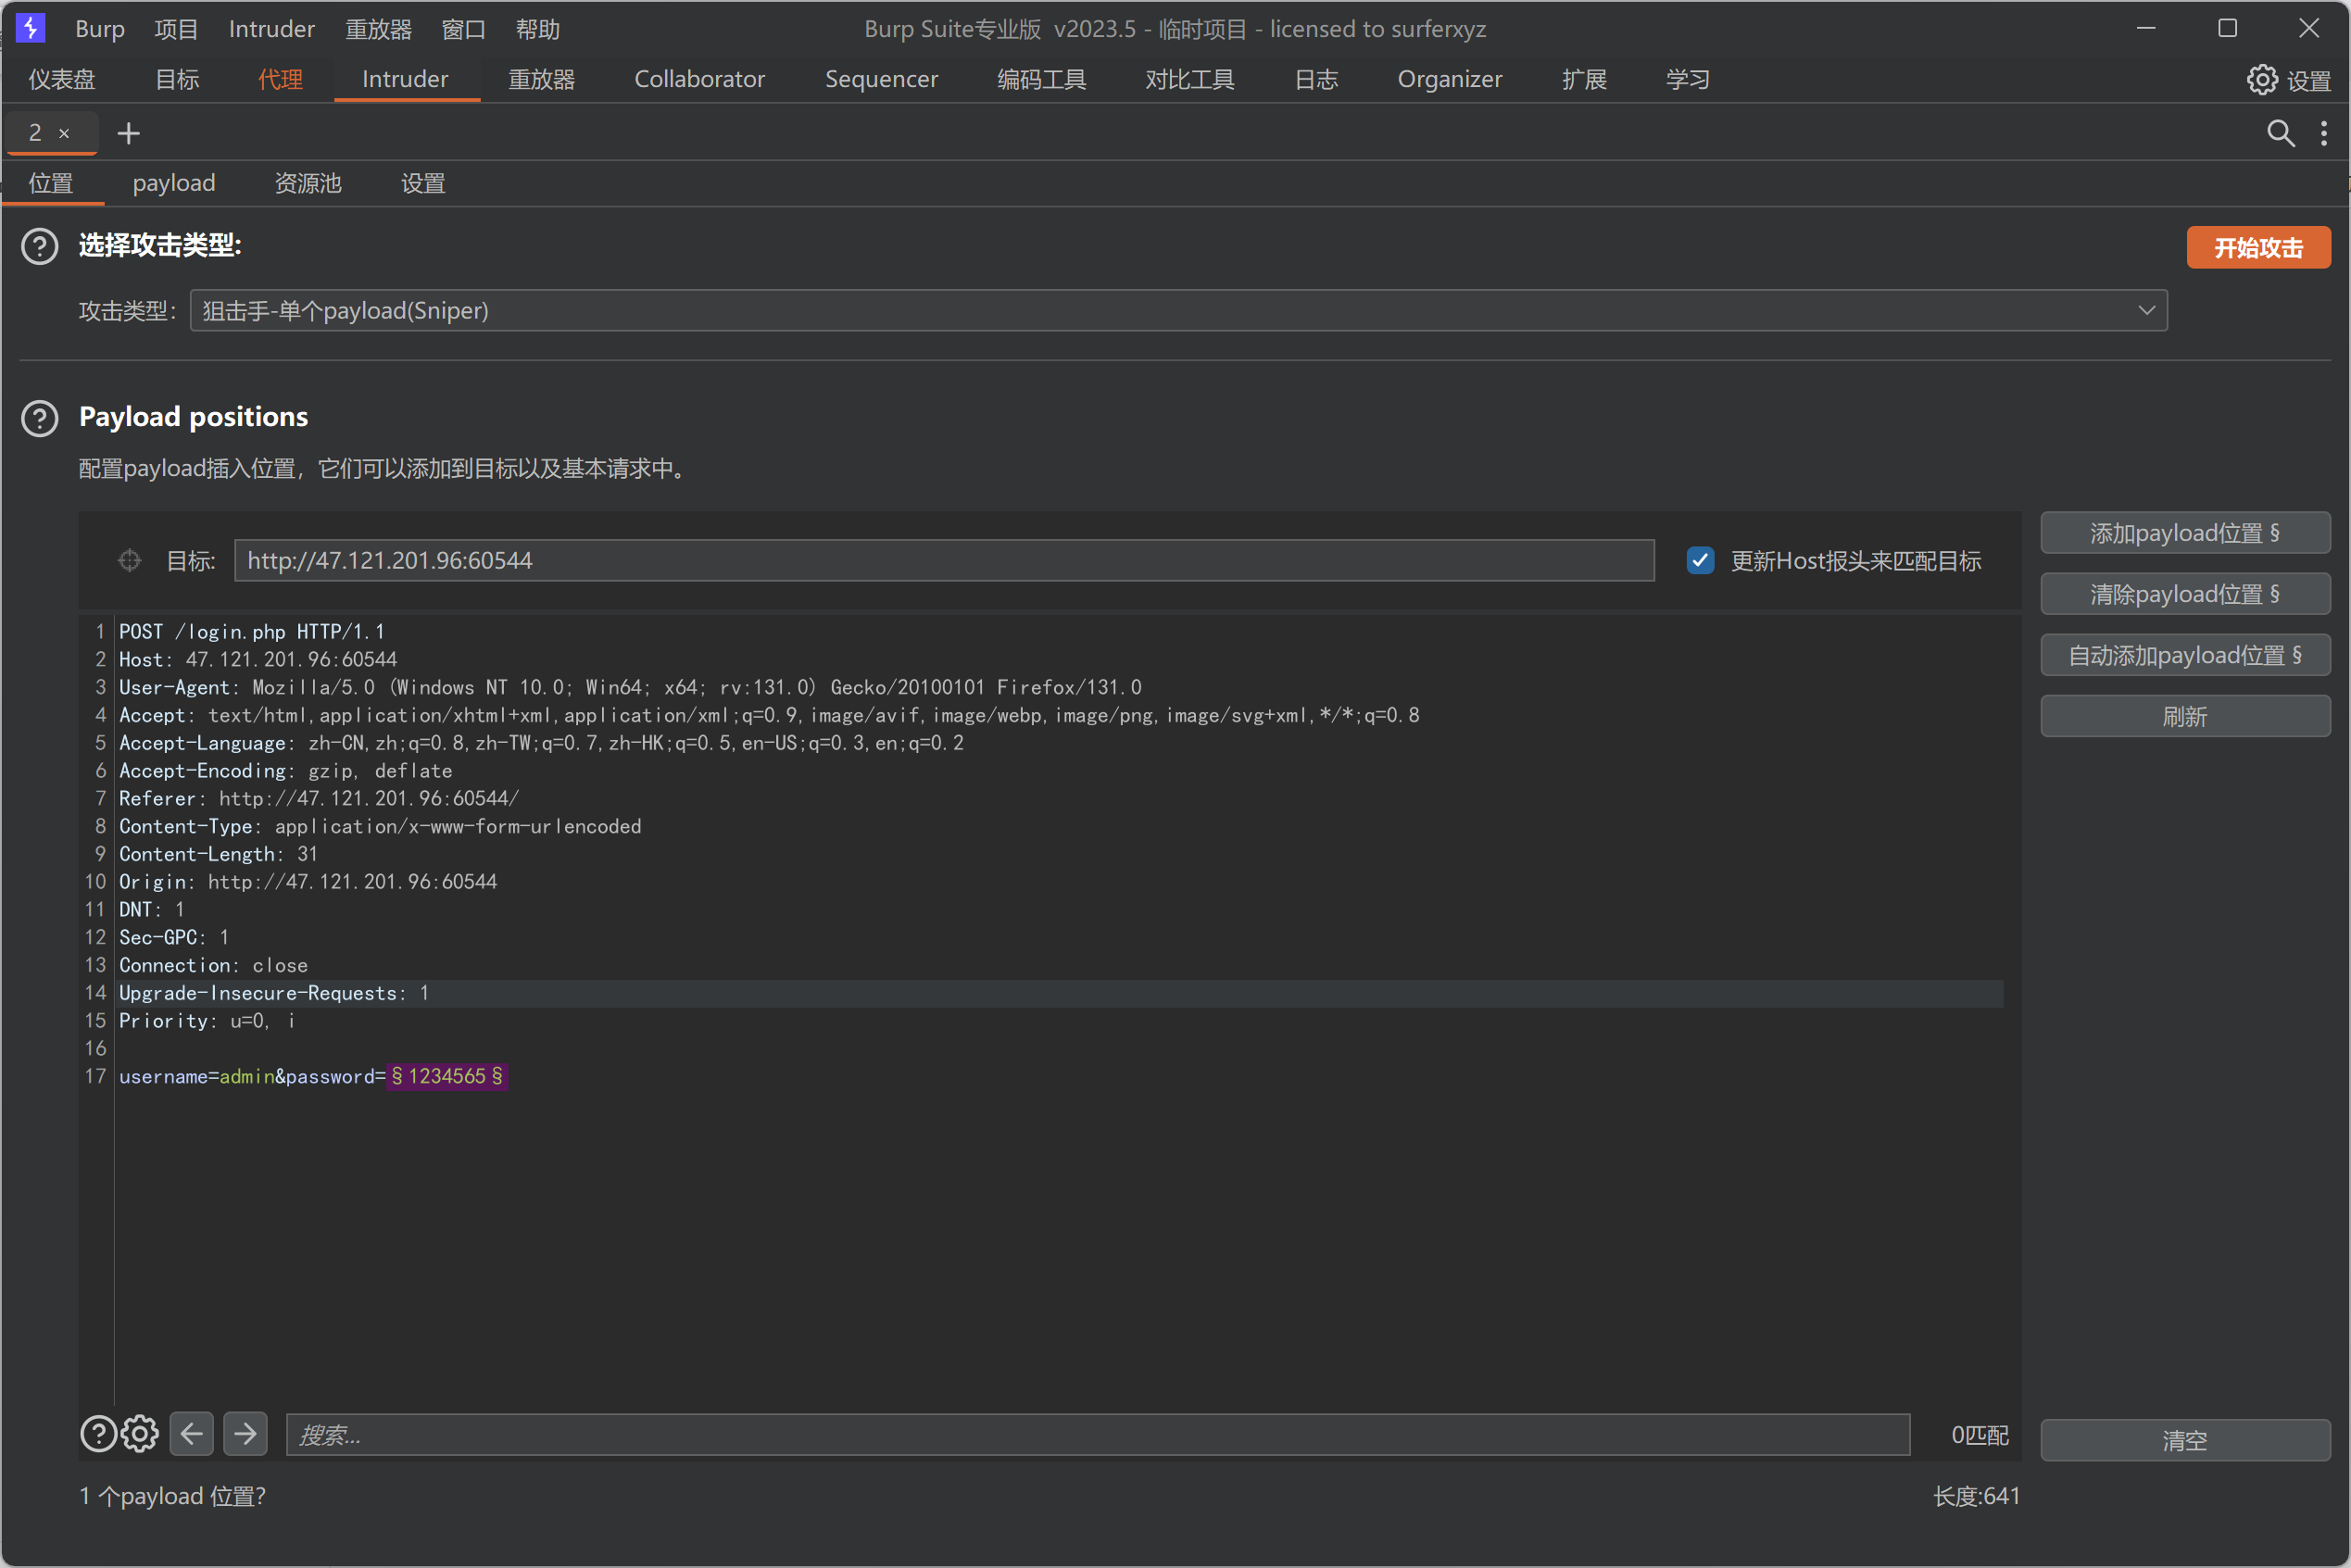 Burp 项目 Intruder 重放器 窗口 帮助 Burp Suite专业版 v2023.5 - 临时项目 - licensed to surferxyz
仪表盘 目标 代理 Intruder 重放器 Collaborator Sequencer 编码工具 对比工具 日志 Organizer 扩展 学习 设置
2 × +
位置 payload 资源池 设置
选择攻击类型:
开始攻击
攻击类型: 狙击手-单个payload(Sniper)
Payload positions
配置payload插入位置，它们可以添加到目标以及基本请求中。
目标: http://47.121.201.96:60544 更新Host报头来匹配目标
添加payload位置 §
清除payload位置 §
自动添加payload位置 §
刷新
1 POST /login.php HTTP/1.1
2 Host: 47.121.201.96:60544
3 User-Agent: Mozilla/5.0 (Windows NT 10.0; Win64; x64; rv:131.0) Gecko/20100101 Firefox/131.0
4 Accept: text/html,application/xhtml+xml,application/xml;q=0.9,image/avif,image/webp,image/png,image/svg+xml,*/*;q=0.8
5 Accept-Language: zh-CN,zh;q=0.8,zh-TW;q=0.7,zh-HK;q=0.5,en-US;q=0.3,en;q=0.2
6 Accept-Encoding: gzip, deflate
7 Referer: http://47.121.201.96:60544/
8 Content-Type: application/x-www-form-urlencoded
9 Content-Length: 31
10 Origin: http://47.121.201.96:60544
11 DNT: 1
12 Sec-GPC: 1
13 Connection: close
14 Upgrade-Insecure-Requests: 1
15 Priority: u=0, i
16
17 username=admin&password=§1234565§
搜索... 0匹配
清空
1 个payload 位置? 长度:641